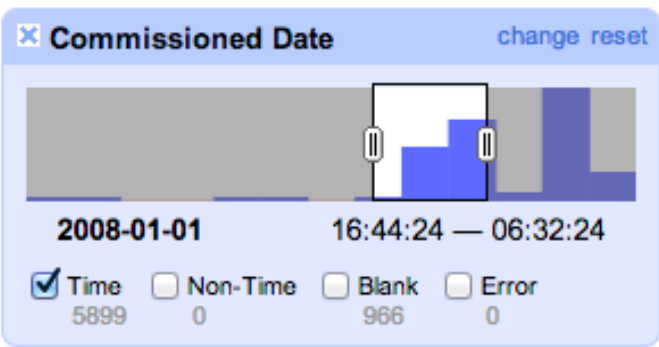 Commissioned Date change reset
2008-01-01 16:44:24 — 06:32:24
Time Non-Time Blank Error
5899 0 966 0